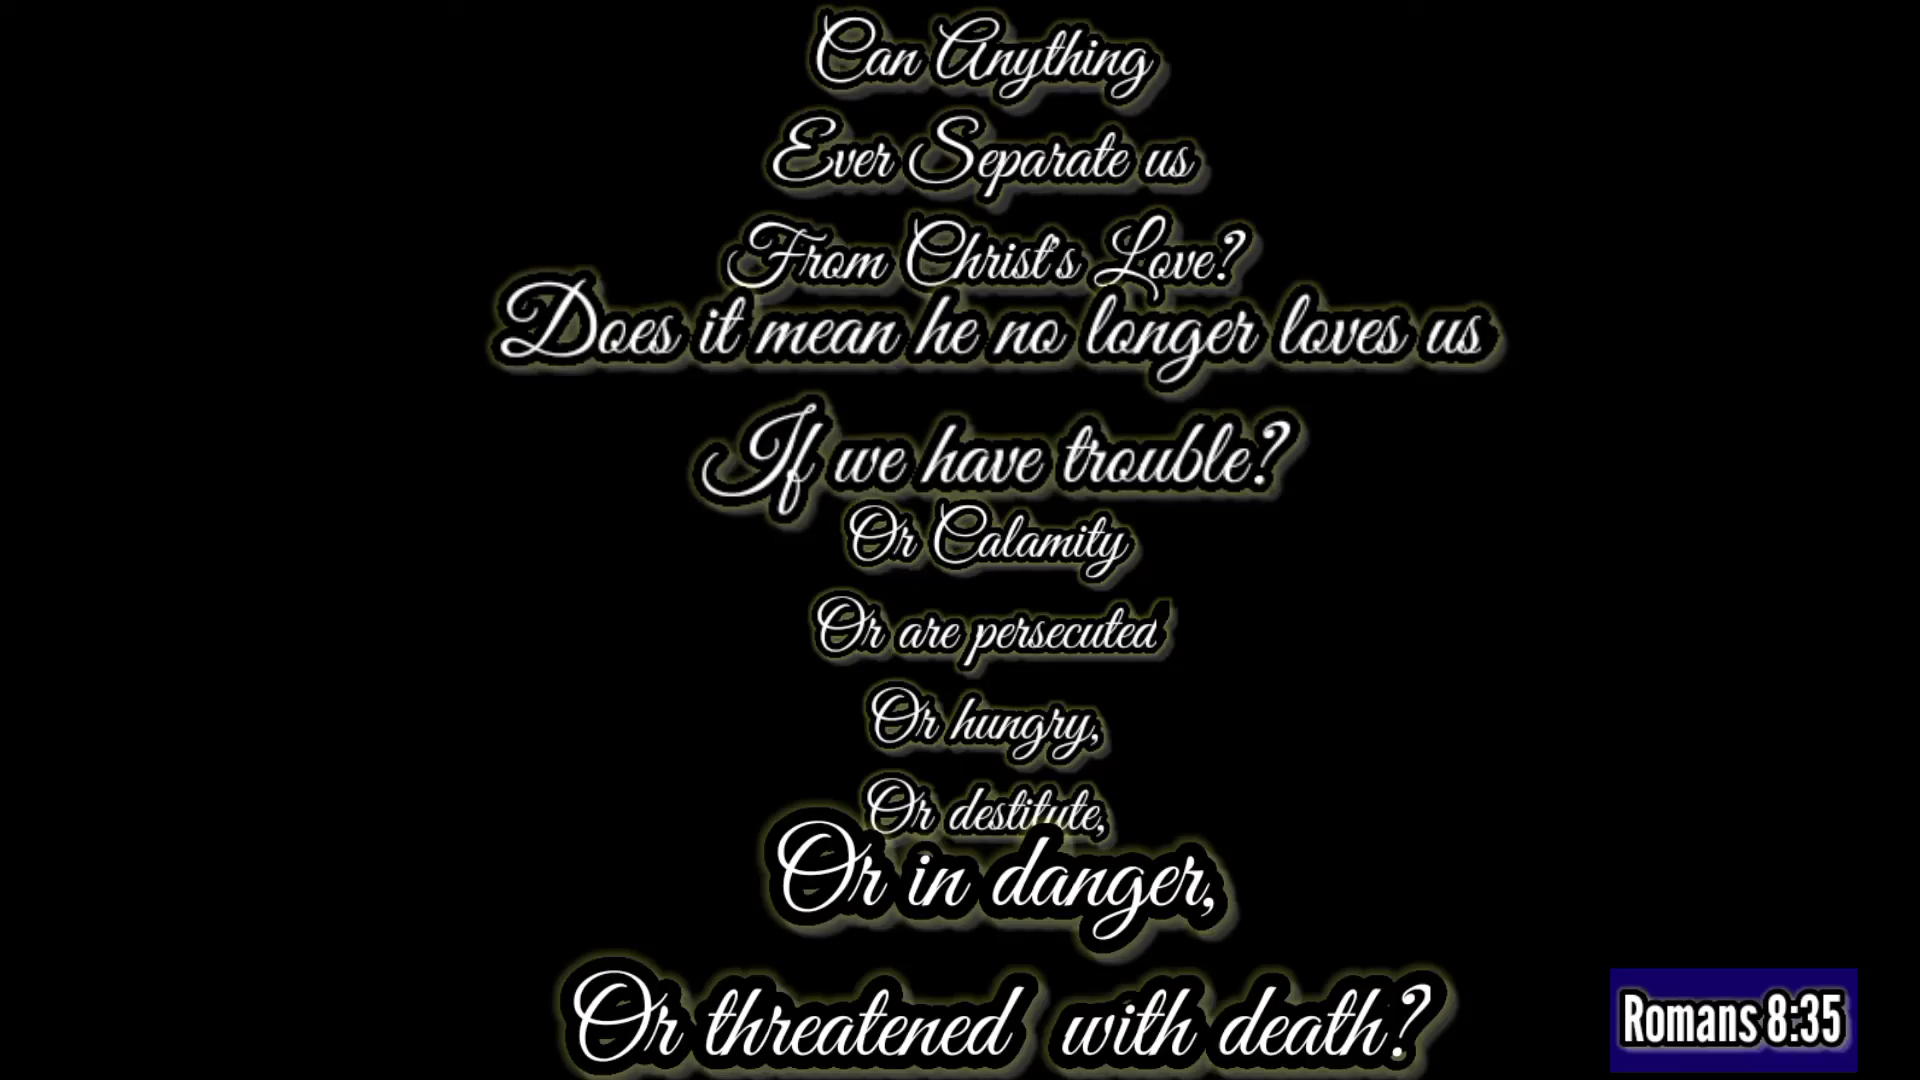 Can Anything
Ever Separate us
From Christ's Love?
Does it mean he no longer loves us
If we have trouble?
Or Calamity
Or are persecuted
Or hungry,
Or destitute,
Or in danger,
Or threatened with death?
Romans 8:35